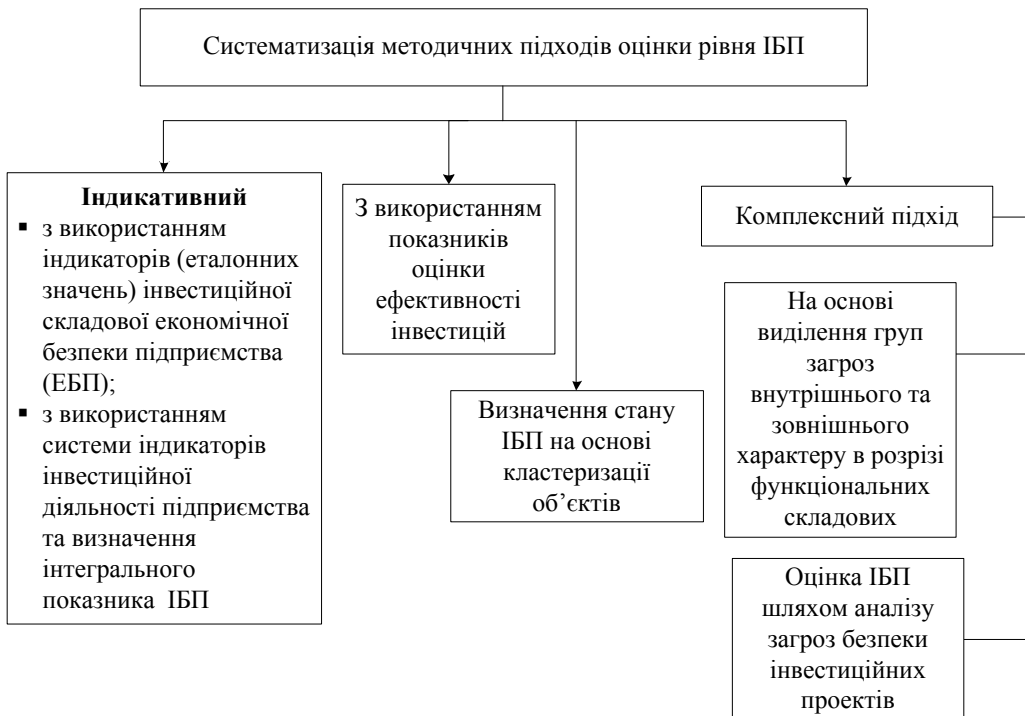 Систематизація методичних підходів оцінки рівня ІБП
Індикативний
▪ з використанням
індикаторів (еталонних
значень) інвестиційної
складової економічної
безпеки підприємства
(ЕБП);
▪ з використанням
системи індикаторів
інвестиційної
діяльності підприємства
та визначення
інтегрального
показника ІБП
З використанням
показників
оцінки
ефективності
інвестицій
Визначення стану
ІБП на основі
кластеризації
об’єктів
Комплексний підхід
На основі
виділення груп
загроз
внутрішнього та
зовнішнього
характеру в розрізі
функціональних
складових
Оцінка ІБП
шляхом аналізу
загроз безпеки
інвестиційних
проектів